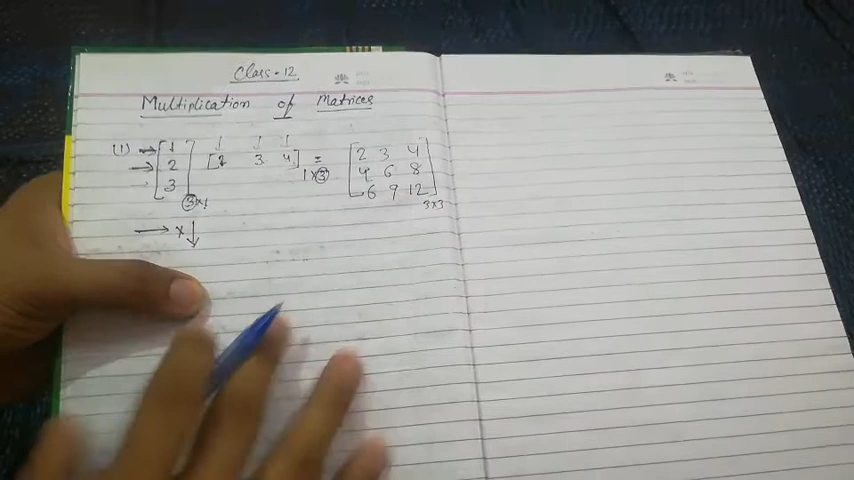 Class-12
Multiplication of Matrices
(1) → [1 → 2 → 3] 3×1 [2 3 4] 1×3 = [2 3 4 4 6 8 6 9 12] 3×3
→ × ↓